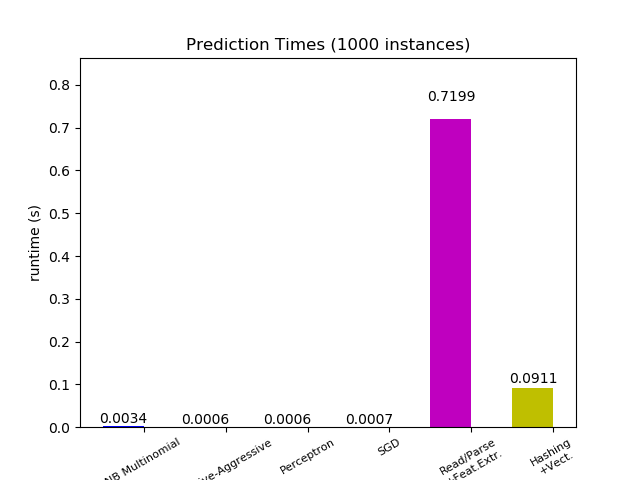 Prediction Times (1000 instances)
runtime (s)
0.8
0.7
0.6
0.5
0.4
0.3
0.2
0.1
0.0
0.0034
0.0006
0.0006
0.0007
0.7199
0.0911
NB Multinomial
ve-Aggressive
Perceptron
SGD
Read/Parse
+Feat.Extr.
Hashing
+Vect.